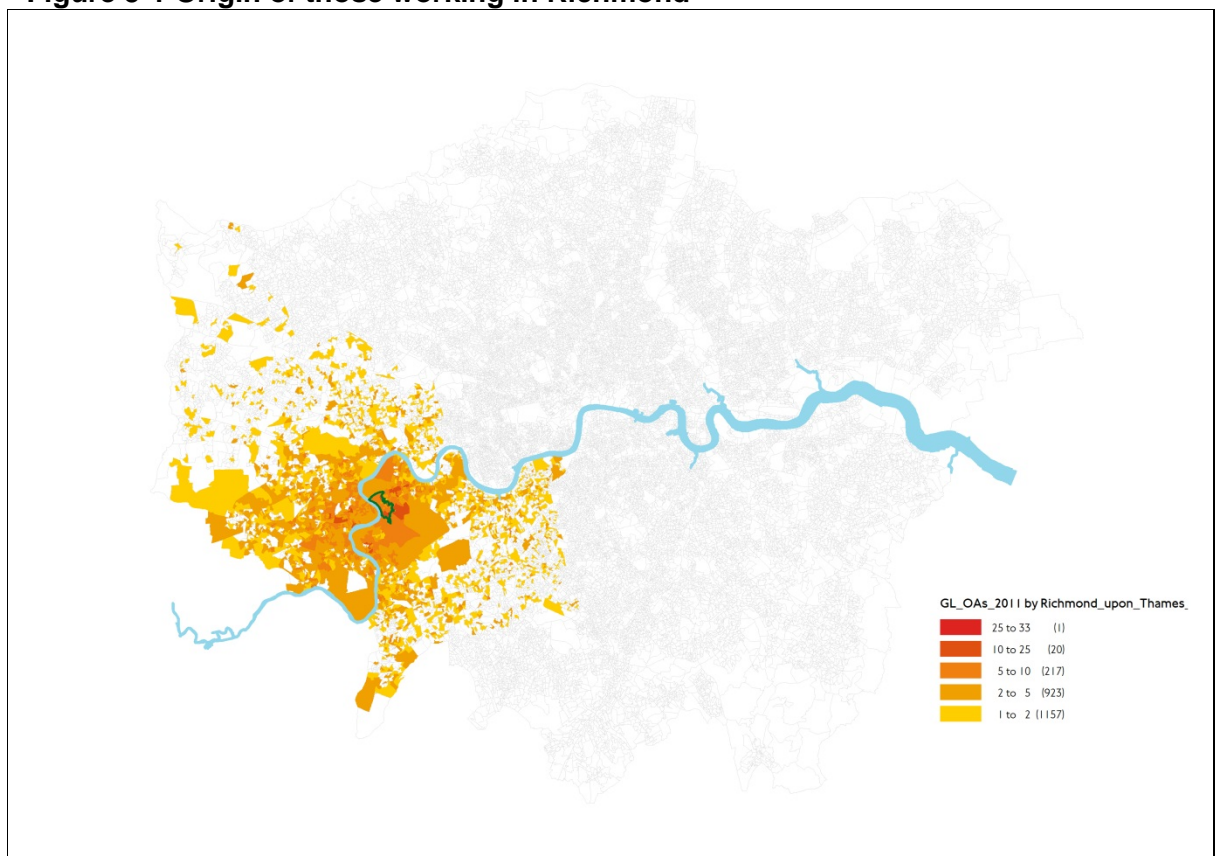 GL_OAs_2011 by Richmond_upon_Thames_
25 to 33 (1)
10 to 25 (20)
5 to 10 (217)
2 to 5 (923)
1 to 2 (1157)